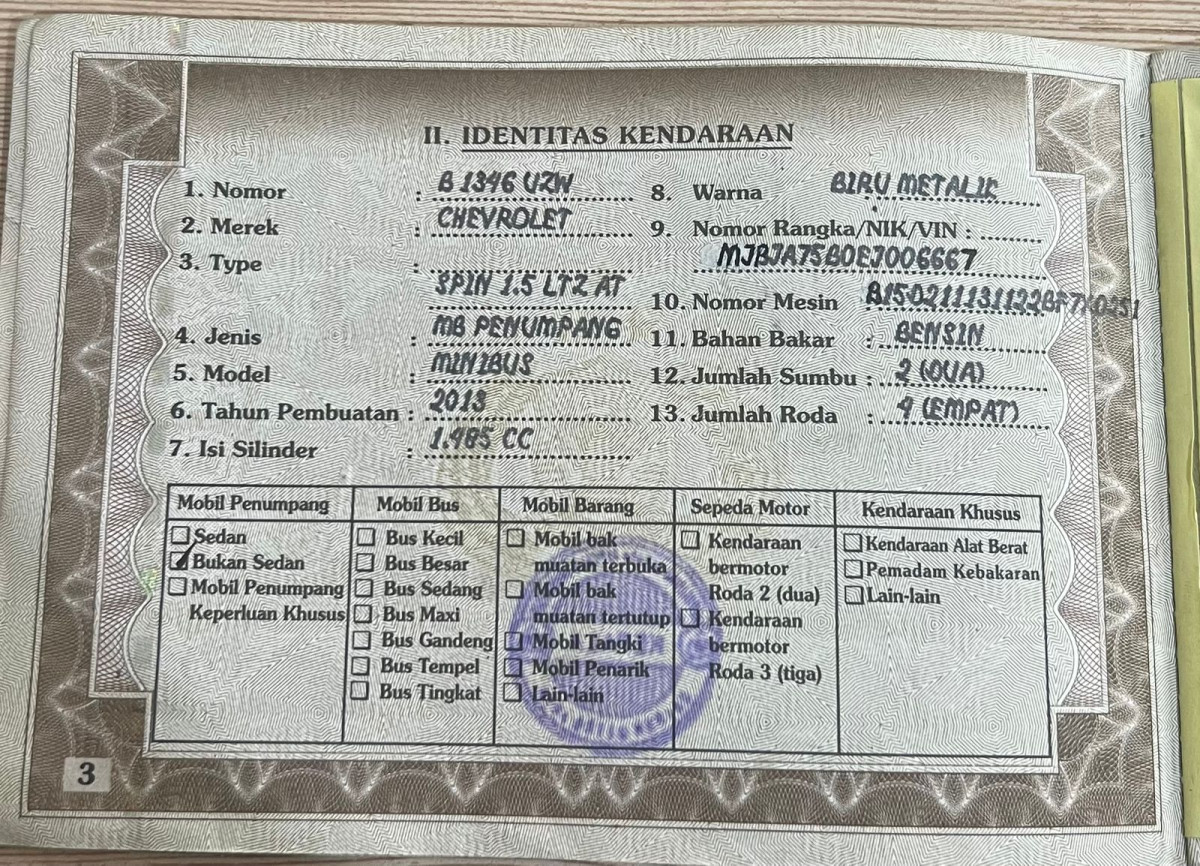 II. IDENTITAS KENDARAAN
1. Nomor : B 1346 UZW
2. Merek : CHEVROLET
3. Type :
SPIN 1.5 LTZ AT
4. Jenis : MB PENUMPANG
5. Model : MINIBUS
6. Tahun Pembuatan : 2013
7. Isi Silinder : 1.485 CC
8. Warna BIRU METALIK
9. Nomor Rangka/NIK/VIN :
MJBJA75B0EJ006667
10. Nomor Mesin
11. Bahan Bakar : BENSIN
12. Jumlah Sumbu : 2 (DUA)
13. Jumlah Roda : 4 (EMPAT)
Mobil Penumpang
Sedan
Bukan Sedan
Mobil Penumpang
Keperluan Khusus
Mobil Bus
Bus Kecil
Bus Besar
Bus Sedang
Bus Maxi
Bus Gandeng
Bus Tempel
Bus Tingkat
Mobil Barang
Mobil bak
muatan terbuka
Mobil bak
muatan tertutup
Mobil Tangki
Mobil Penarik
Lain-lain
Sepeda Motor
Kendaraan
bermotor
Roda 2 (dua)
Kendaraan
bermotor
Roda 3 (tiga)
Kendaraan Khusus
Kendaraan Alat Berat
Pemadam Kebakaran
Lain-lain
3